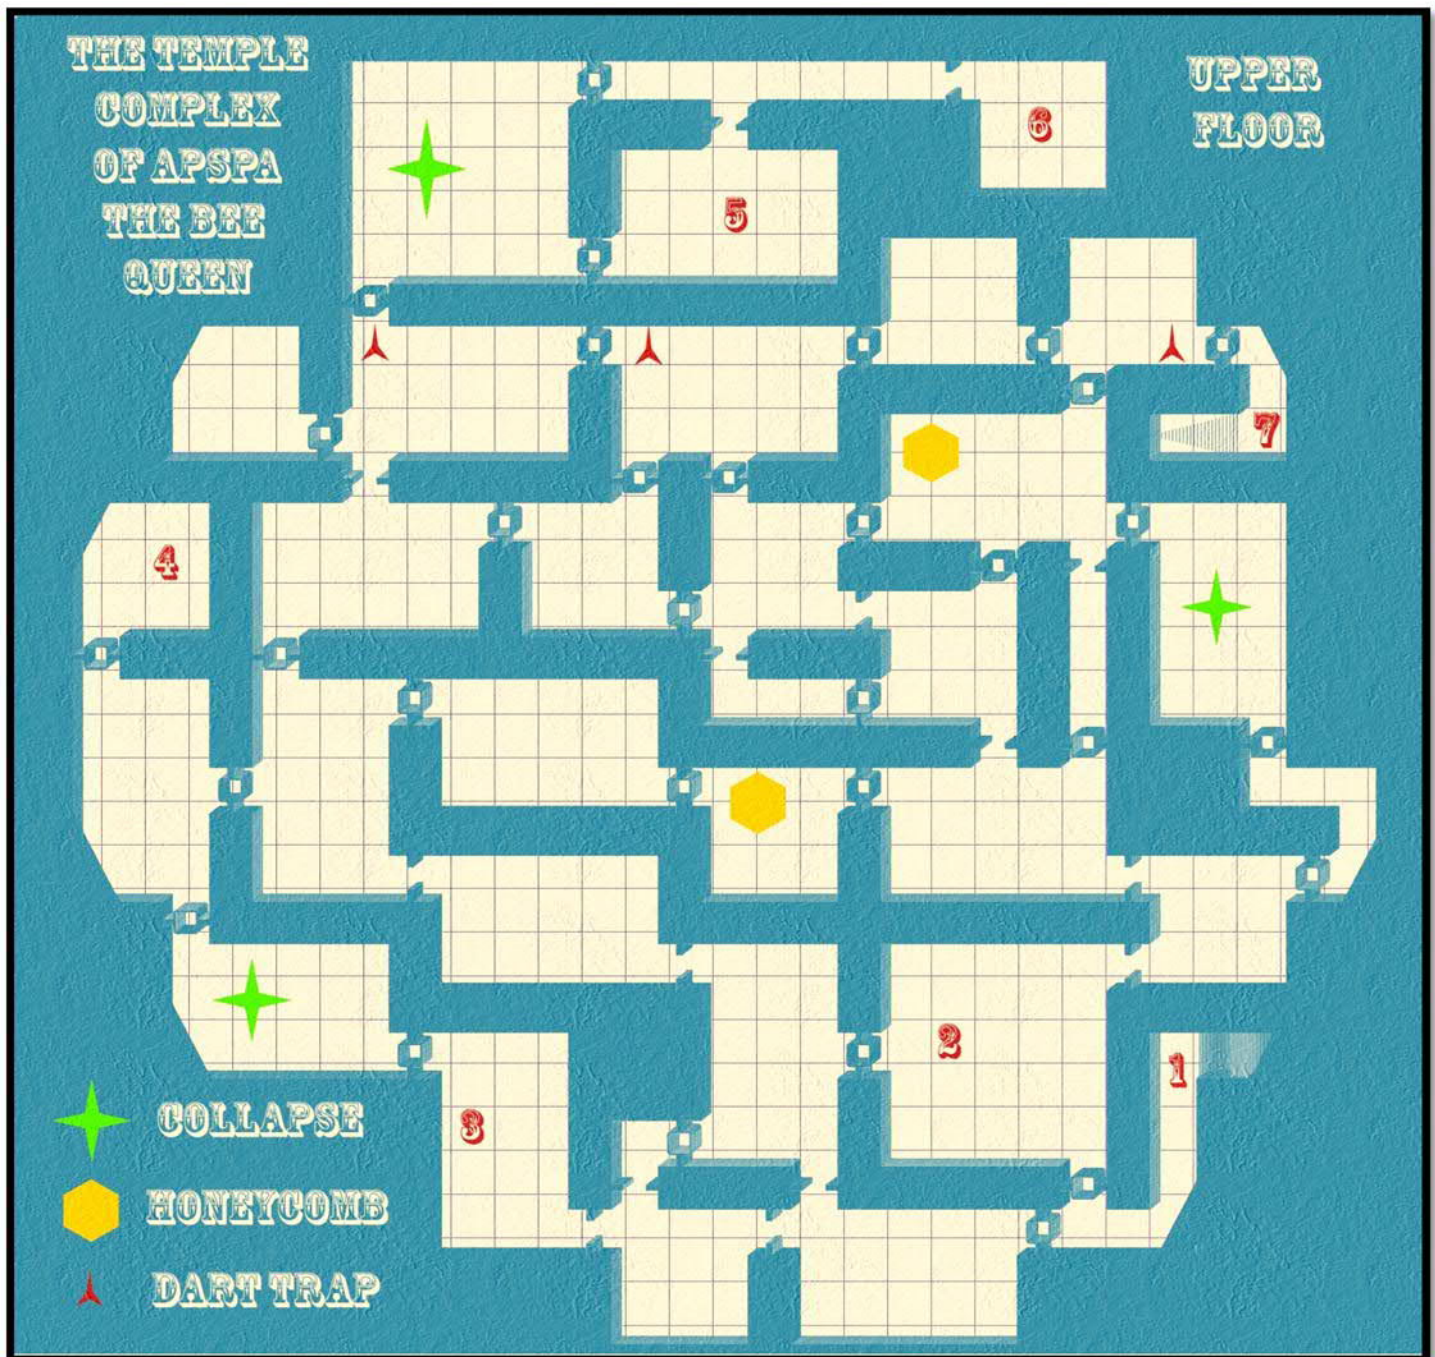 THE TEMPLE
COMPLEX
OF APSPA
THE BEE
QUEEN
UPPER
FLOOR
6
5
7
4
2
1
3
COLLAPSE
HONEYCOMB
DART TRAP